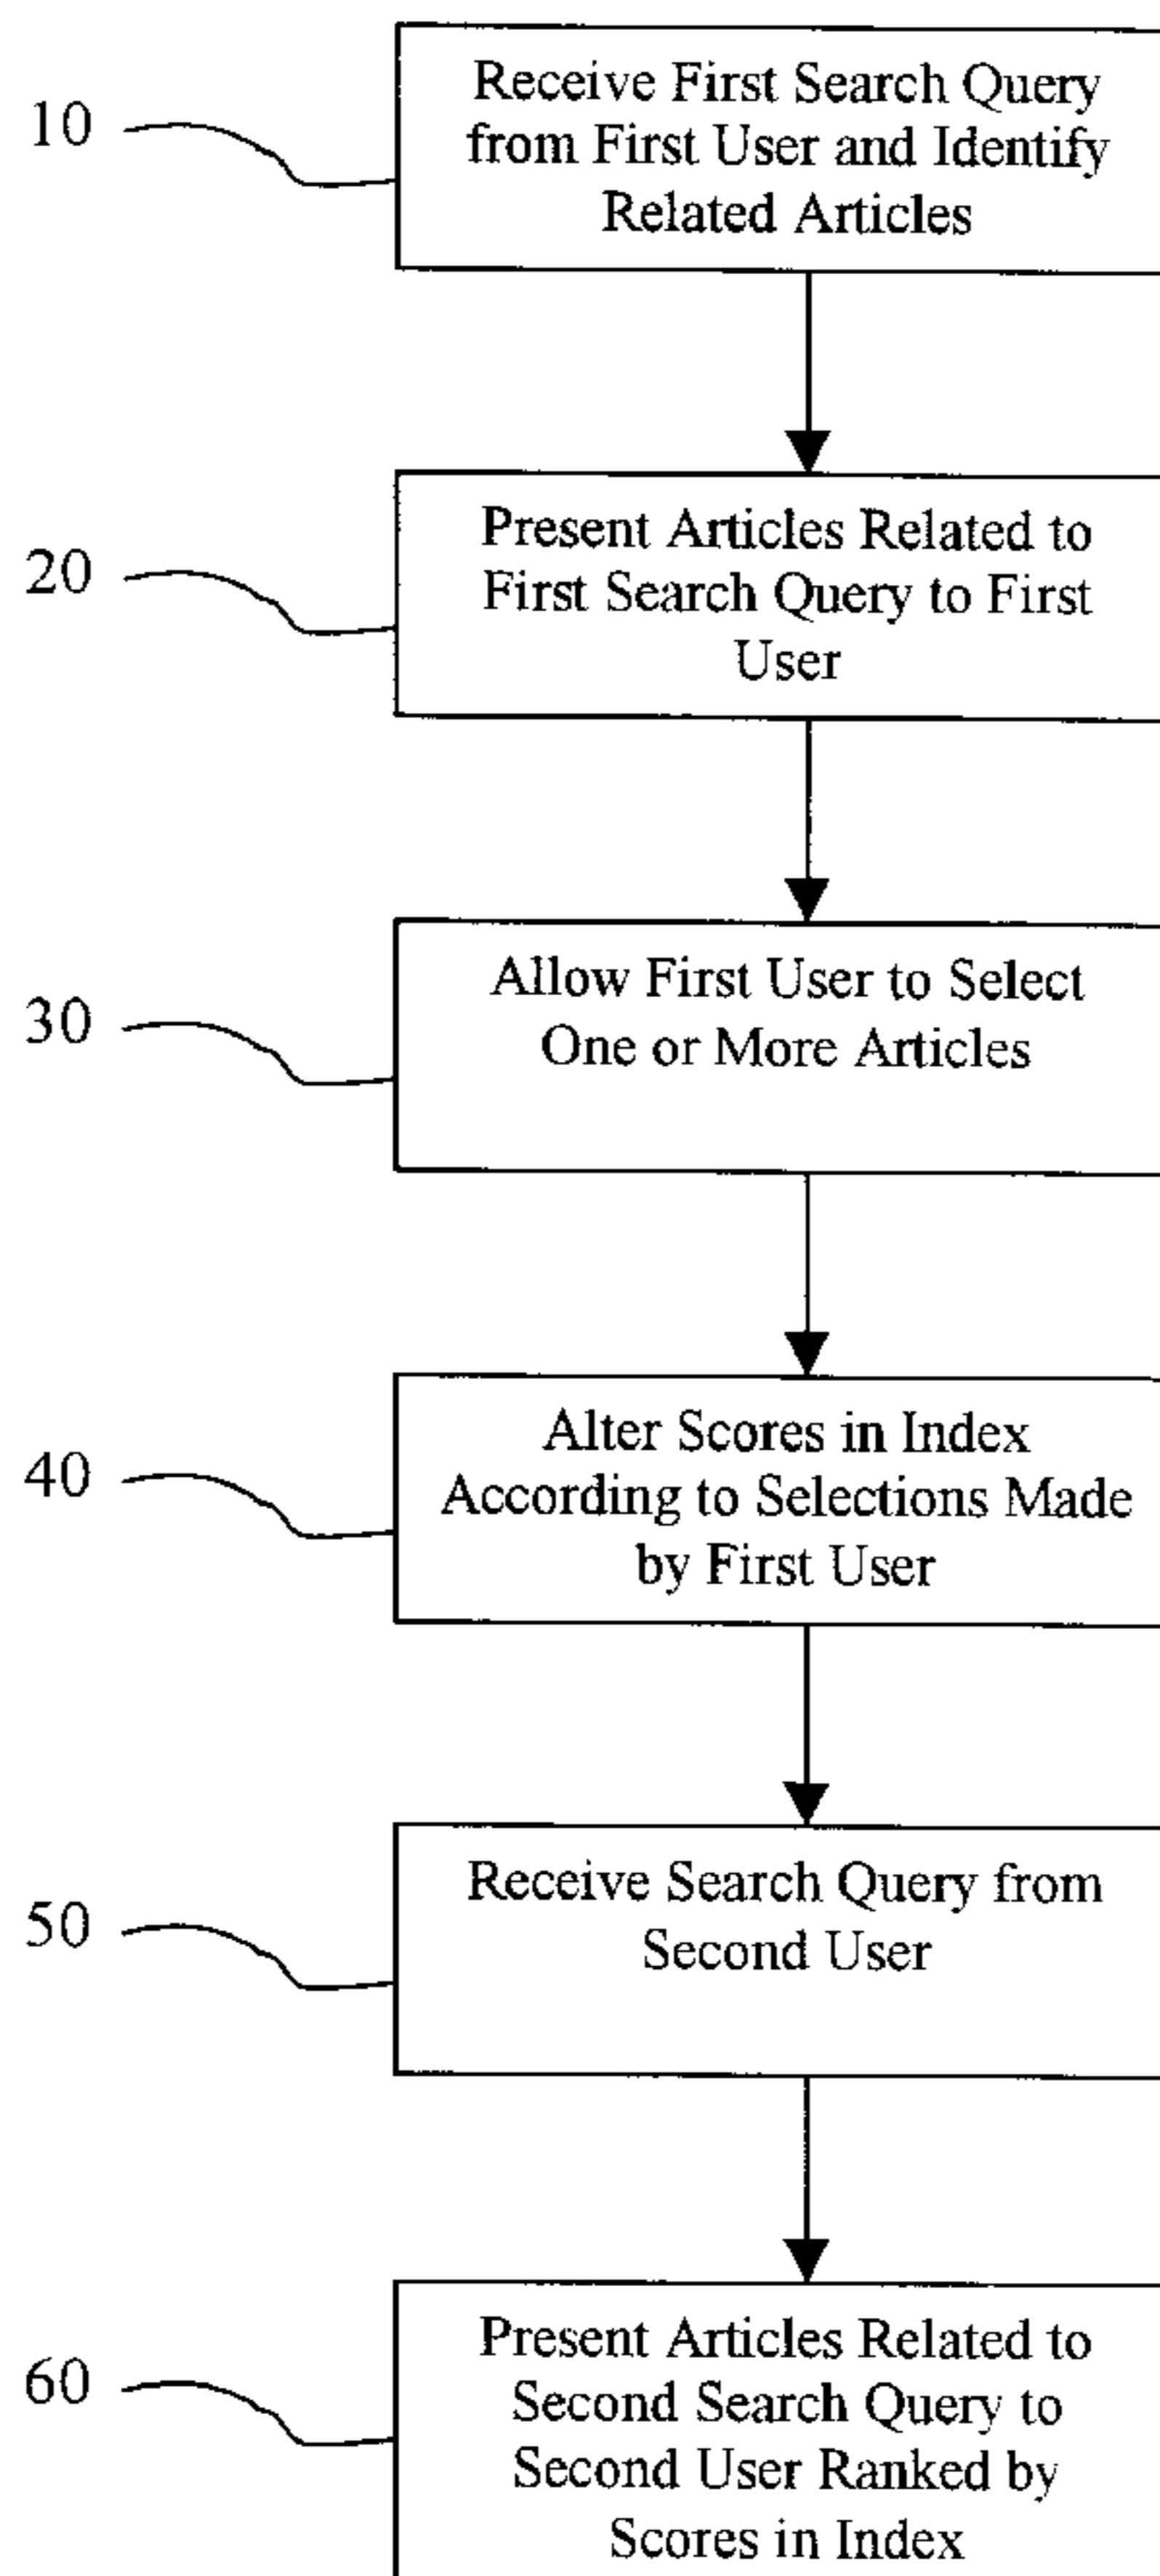 10
Receive First Search Query
from First User and Identify
Related Articles
20
Present Articles Related to
First Search Query to First
User
30
Allow First User to Select
One or More Articles
40
Alter Scores in Index
According to Selections Made
by First User
50
Receive Search Query from
Second User
60
Present Articles Related to
Second Search Query to
Second User Ranked by
Scores in Index